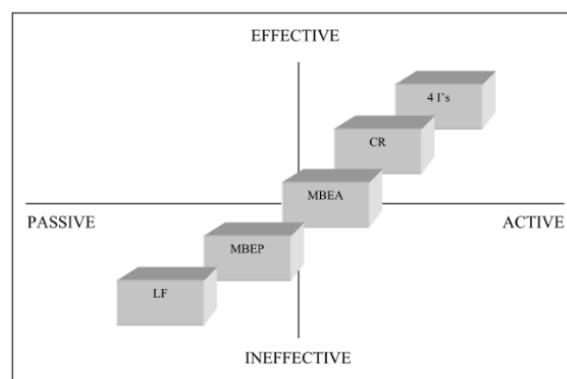 EFFECTIVE
4 I's
CR
MBEA
PASSIVE
ACTIVE
MBEP
LF
INEFFECTIVE